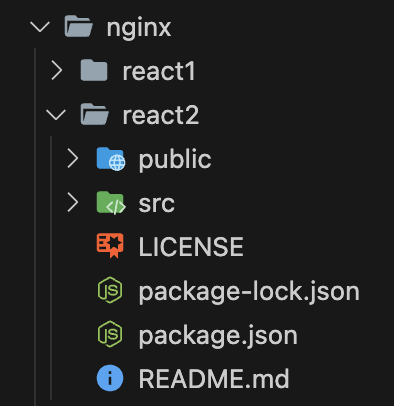 nginx
react1
react2
public
src
LICENSE
package-lock.json
package.json
README.md